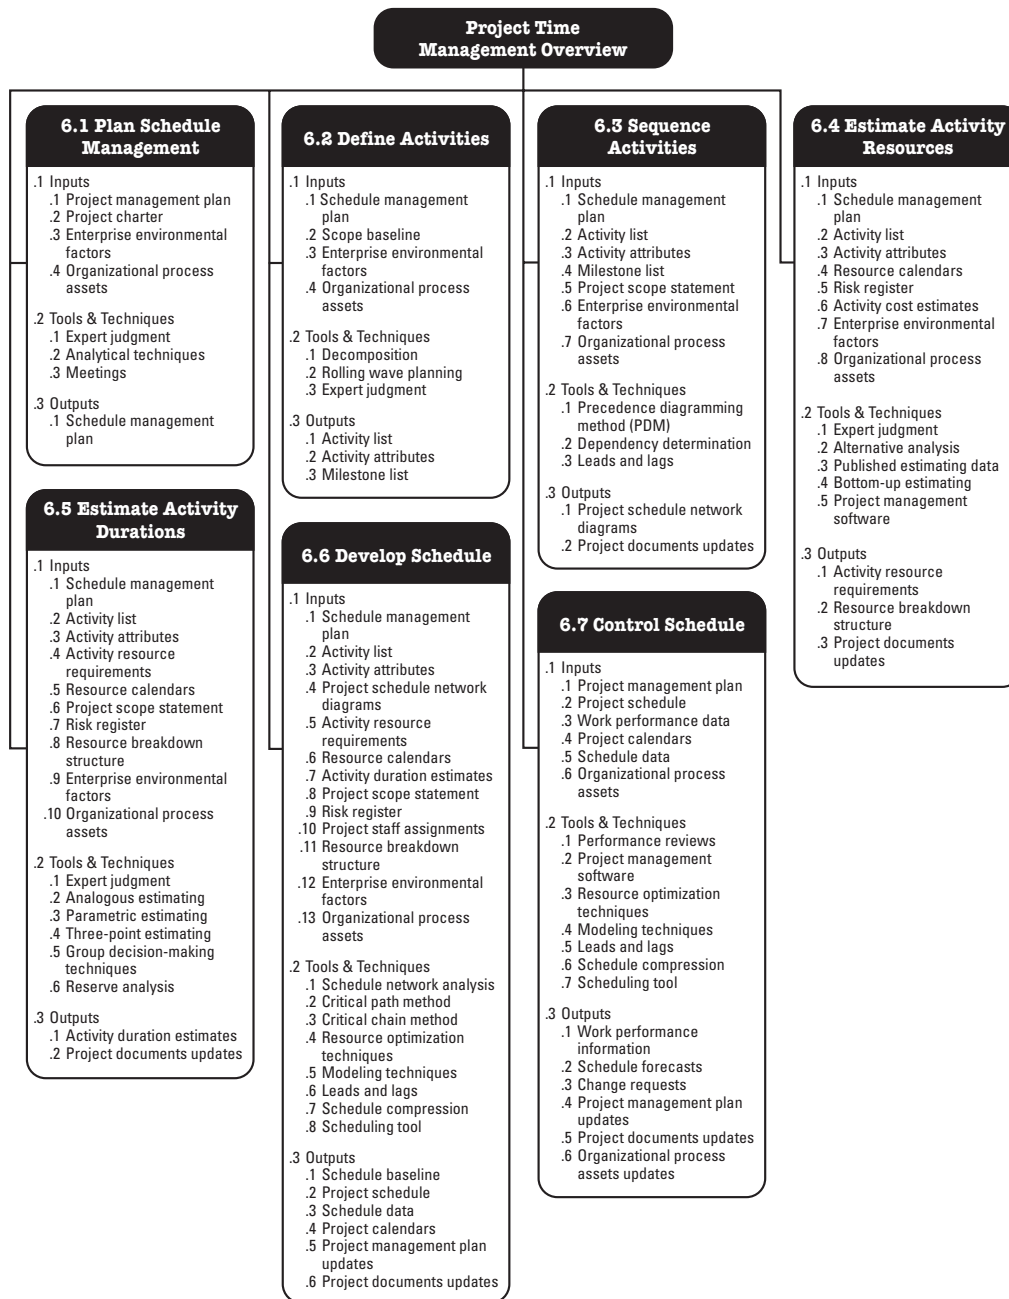 Project Time
Management Overview
6.1 Plan Schedule
Management
.1 Inputs
.1 Project management plan
.2 Project charter
.3 Enterprise environmental
factors
.4 Organizational process
assets
.2 Tools & Techniques
.1 Expert judgment
.2 Analytical techniques
.3 Meetings
.3 Outputs
.1 Schedule management
plan
6.2 Define Activities
.1 Inputs
.1 Schedule management
plan
.2 Scope baseline
.3 Enterprise environmental
factors
.4 Organizational process
assets
.2 Tools & Techniques
.1 Decomposition
.2 Rolling wave planning
.3 Expert judgment
.3 Outputs
.1 Activity list
.2 Activity attributes
.3 Milestone list
6.3 Sequence
Activities
.1 Inputs
.1 Schedule management
plan
.2 Activity list
.3 Activity attributes
.4 Milestone list
.5 Project scope statement
.6 Enterprise environmental
factors
.7 Organizational process
assets
.2 Tools & Techniques
.1 Precedence diagramming
method (PDM)
.2 Dependency determination
.3 Leads and lags
.3 Outputs
.1 Project schedule network
diagrams
.2 Project documents updates
6.4 Estimate Activity
Resources
.1 Inputs
.1 Schedule management
plan
.2 Activity list
.3 Activity attributes
.4 Resource calendars
.5 Risk register
.6 Activity cost estimates
.7 Enterprise environmental
factors
.8 Organizational process
assets
.2 Tools & Techniques
.1 Expert judgment
.2 Alternative analysis
.3 Published estimating data
.4 Bottom-up estimating
.5 Project management
software
.3 Outputs
.1 Activity resource
requirements
.2 Resource breakdown
structure
.3 Project documents
updates
6.5 Estimate Activity
Durations
.1 Inputs
.1 Schedule management
plan
.2 Activity list
.3 Activity attributes
.4 Activity resource
requirements
.5 Resource calendars
.6 Project scope statement
.7 Risk register
.8 Resource breakdown
structure
.9 Enterprise environmental
factors
.10 Organizational process
assets
.2 Tools & Techniques
.1 Expert judgment
.2 Analogous estimating
.3 Parametric estimating
.4 Three-point estimating
.5 Group decision-making
techniques
.6 Reserve analysis
.3 Outputs
.1 Activity duration estimates
.2 Project documents updates
6.6 Develop Schedule
.1 Inputs
.1 Schedule management
plan
.2 Activity list
.3 Activity attributes
.4 Project schedule network
diagrams
.5 Activity resource
requirements
.6 Resource calendars
.7 Activity duration estimates
.8 Project scope statement
.9 Risk register
.10 Project staff assignments
.11 Resource breakdown
structure
.12 Enterprise environmental
factors
.13 Organizational process
assets
.2 Tools & Techniques
.1 Schedule network analysis
.2 Critical path method
.3 Critical chain method
.4 Resource optimization
techniques
.5 Modeling techniques
.6 Leads and lags
.7 Schedule compression
.8 Scheduling tool
.3 Outputs
.1 Schedule baseline
.2 Project schedule
.3 Schedule data
.4 Project calendars
.5 Project management plan
updates
.6 Project documents updates
6.7 Control Schedule
.1 Inputs
.1 Project management plan
.2 Project schedule
.3 Work performance data
.4 Project calendars
.5 Schedule data
.6 Organizational process
assets
.2 Tools & Techniques
.1 Performance reviews
.2 Project management
software
.3 Resource optimization
techniques
.4 Modeling techniques
.5 Leads and lags
.6 Schedule compression
.7 Scheduling tool
.3 Outputs
.1 Work performance
information
.2 Schedule forecasts
.3 Change requests
.4 Project management plan
updates
.5 Project documents updates
.6 Organizational process
assets updates